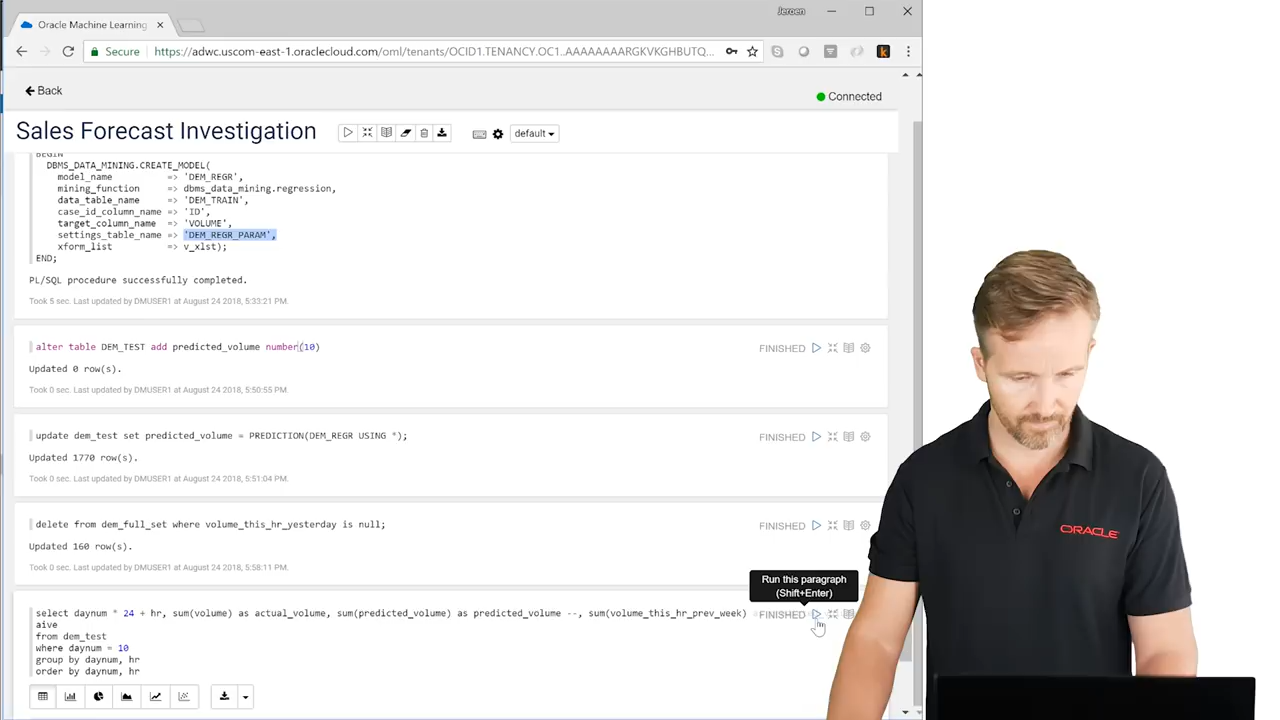 Jeroen
Oracle Machine Learning
Secure
https://adwc.uscom-east-1.oraclecloud.com/oml/tenants/OCID1.TENANCY.OC1..AAAAAAAARGKVKGHBUTQ...
Back
Connected
Sales Forecast Investigation
default
BEGIN
DBMS_DATA_MINING.CREATE_MODEL(
model_name => 'DEM_REGR',
mining_function => dbms_data_mining.regression,
data_table_name => 'DEM_TRAIN',
case_id_column_name => 'ID',
target_column_name => 'VOLUME',
settings_table_name => 'DEM_REGR_PARAM',
xform_list => v_xlst);
END;
PL/SQL procedure successfully completed.
Took 5 sec. Last updated by DMUSER1 at August 24 2018, 5:33:21 PM.
alter table DEM_TEST add predicted_volume number(10)
FINISHED
Updated 0 row(s).
Took 0 sec. Last updated by DMUSER1 at August 24 2018, 5:50:55 PM.
update dem_test set predicted_volume = PREDICTION(DEM_REGR USING *);
FINISHED
Updated 1770 row(s).
Took 0 sec. Last updated by DMUSER1 at August 24 2018, 5:51:04 PM.
delete from dem_full_set where volume_this_hr_yesterday is null;
FINISHED
Updated 160 row(s).
Took 0 sec. Last updated by DMUSER1 at August 24 2018, 5:58:11 PM.
Run this paragraph
(Shift+Enter)
select daynum * 24 + hr, sum(volume) as actual_volume, sum(predicted_volume) as predicted_volume --, sum(volume_this_hr_prev_week)
FINISHED
aive
from dem_test
where daynum = 10
group by daynum, hr
order by daynum, hr
ORACLE